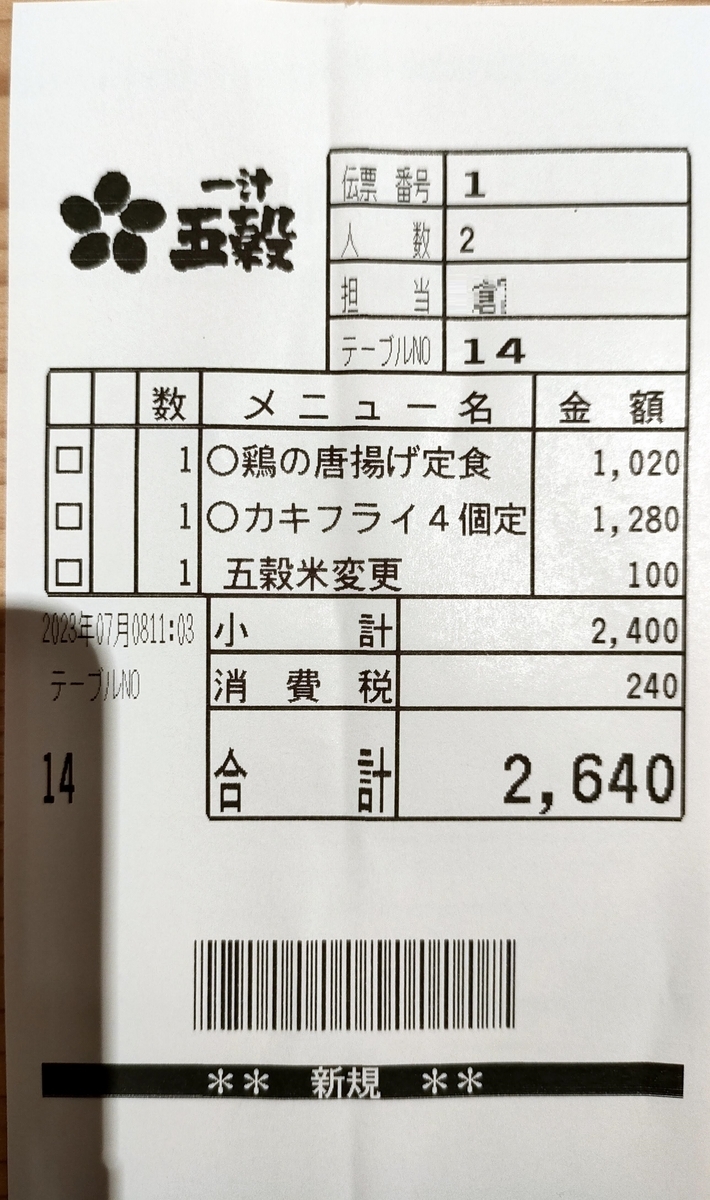 一汁
五穀
伝票番号 1
人数 2
担当
テーブルNO 14
数 メニュー名 金額
□ 1 〇鶏の唐揚げ定食 1,020
□ 1 〇カキフライ4個定 1,280
□ 1 五穀米変更 100
2023年07月0811:03 小計 2,400
テーブルNO 消費税 240
14 合計 2,640
** 新規 **